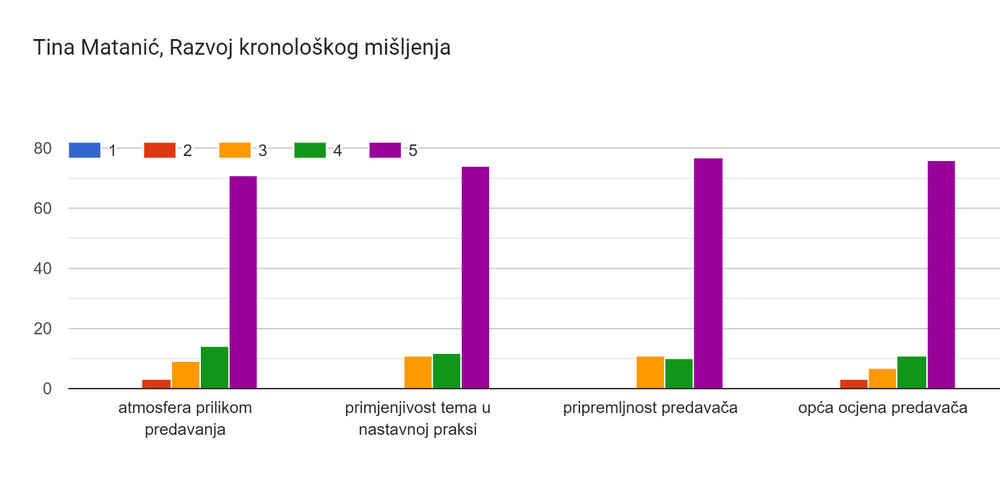 Tina Matanić, Razvoj kronološkog mišljenja
80 1 2 3 4 5
60
40
20
0
atmosfera prilikom
predavanja
primjenjivost tema u
nastavnoj praksi
pripremljnost predavača
opća ocjena predavača